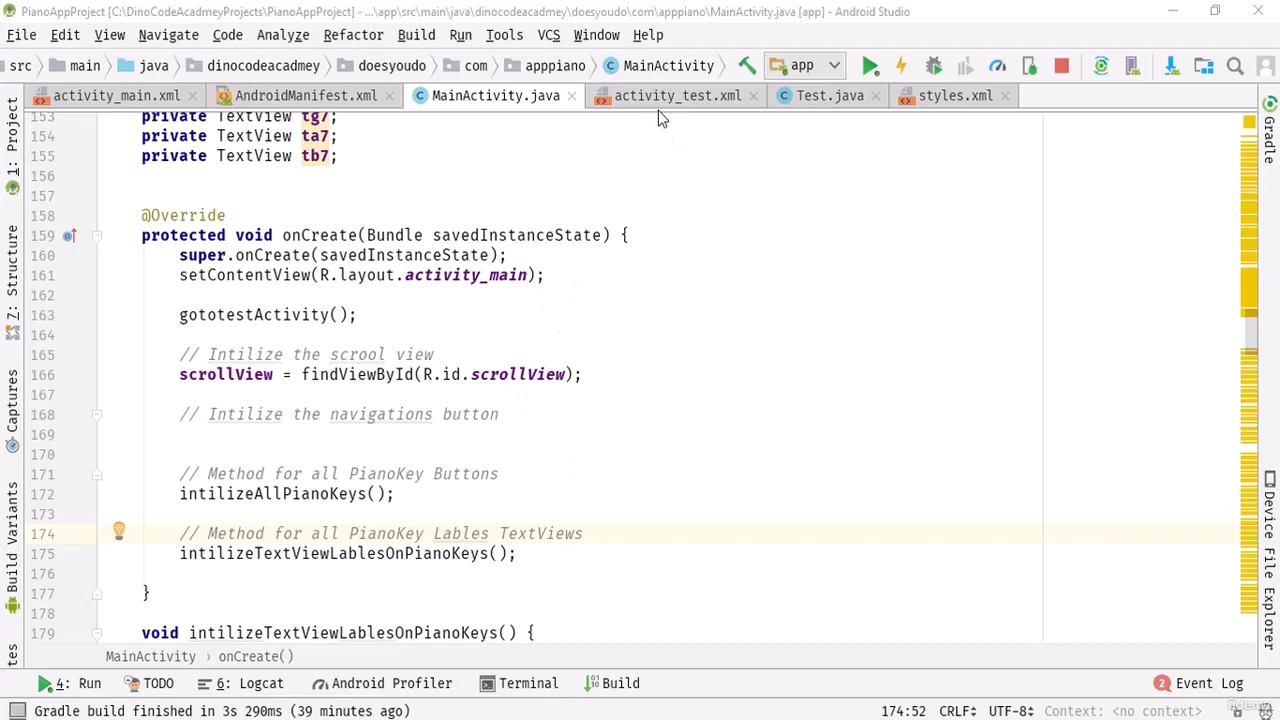 PianoAppProject [C:\DinoCodeAcadmeyProjects\PianoAppProject] - ...\app\src\main\java\dinocodeacadmey\doesyoudo\com\apppiano\MainActivity.java [app] - Android Studio
File Edit View Navigate Code Analyze Refactor Build Run Tools VCS Window Help
src main java dinocodeacadmey doesyoudo com apppiano MainActivity app
activity_main.xml AndroidManifest.xml MainActivity.java activity_test.xml Test.java styles.xml
1: Project
Z: Structure
Captures
Build Variants
Gradle
Device File Explorer
153 private TextView tg7;
154 private TextView ta7;
155 private TextView tb7;
156
157
158 @Override
159 protected void onCreate(Bundle savedInstanceState) {
160 super.onCreate(savedInstanceState);
161 setContentView(R.layout.activity_main);
162
163 gototestActivity();
164
165 // Intilize the scrool view
166 scrollView = findViewById(R.id.scrollView);
167
168 // Intilize the navigations button
169
170
171 // Method for all PianoKey Buttons
172 intilizeAllPianoKeys();
173
174 // Method for all PianoKey Lables TextViews
175 intilizeTextViewLablesOnPianoKeys();
176
177 }
178
179 void intilizeTextViewLablesOnPianoKeys() {
MainActivity › onCreate()
4: Run TODO 6: Logcat Android Profiler Terminal Build 2 Event Log
Gradle build finished in 3s 290ms (39 minutes ago) 174:52 CRLF UTF-8 Context: <no context>